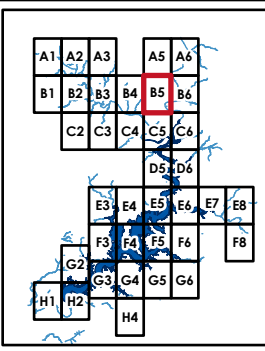 A1 A2 A3 A5 A6
B1 B2 B3 B4 B5 B6
C2 C3 C4 C5 C6
D5 D6
E3 E4 E5 E6 E7 E8
F3 F4 F5 F6 F8
G2 G3 G4 G5 G6
H1 H2 H4